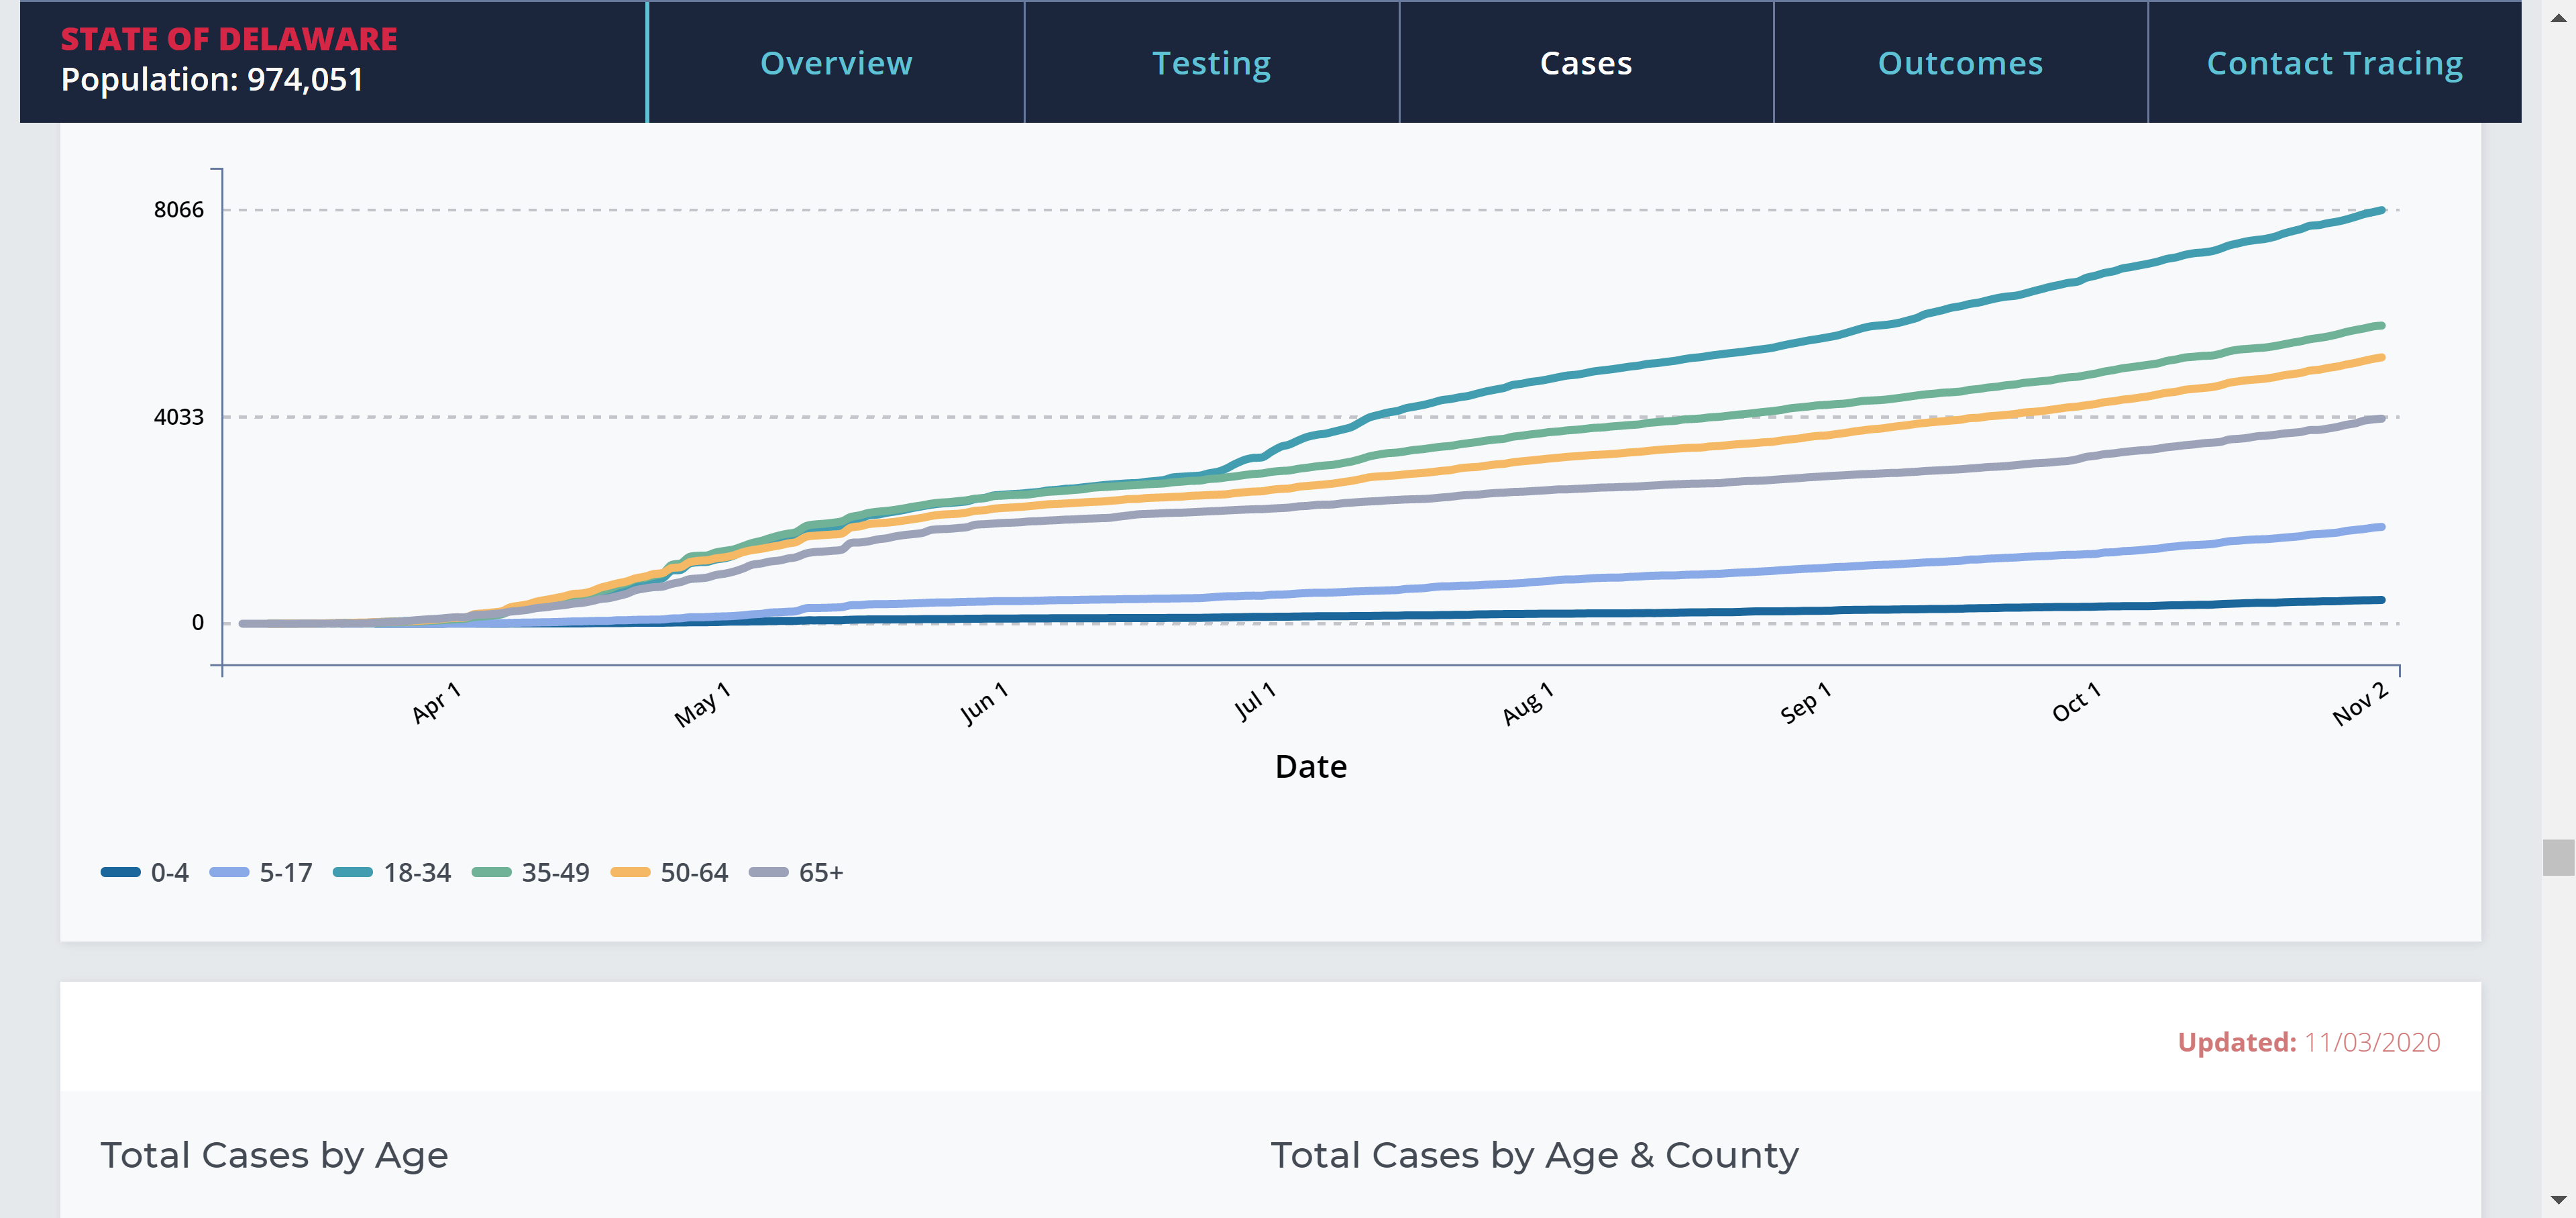 STATE OF DELAWARE
Population: 974,051
Overview
Testing
Cases
Outcomes
Contact Tracing
8066
4033
0
Apr 1
May 1
Jun 1
Jul 1
Aug 1
Sep 1
Oct 1
Nov 2
Date
0-4
5-17
18-34
35-49
50-64
65+
Updated: 11/03/2020
Total Cases by Age
Total Cases by Age & County